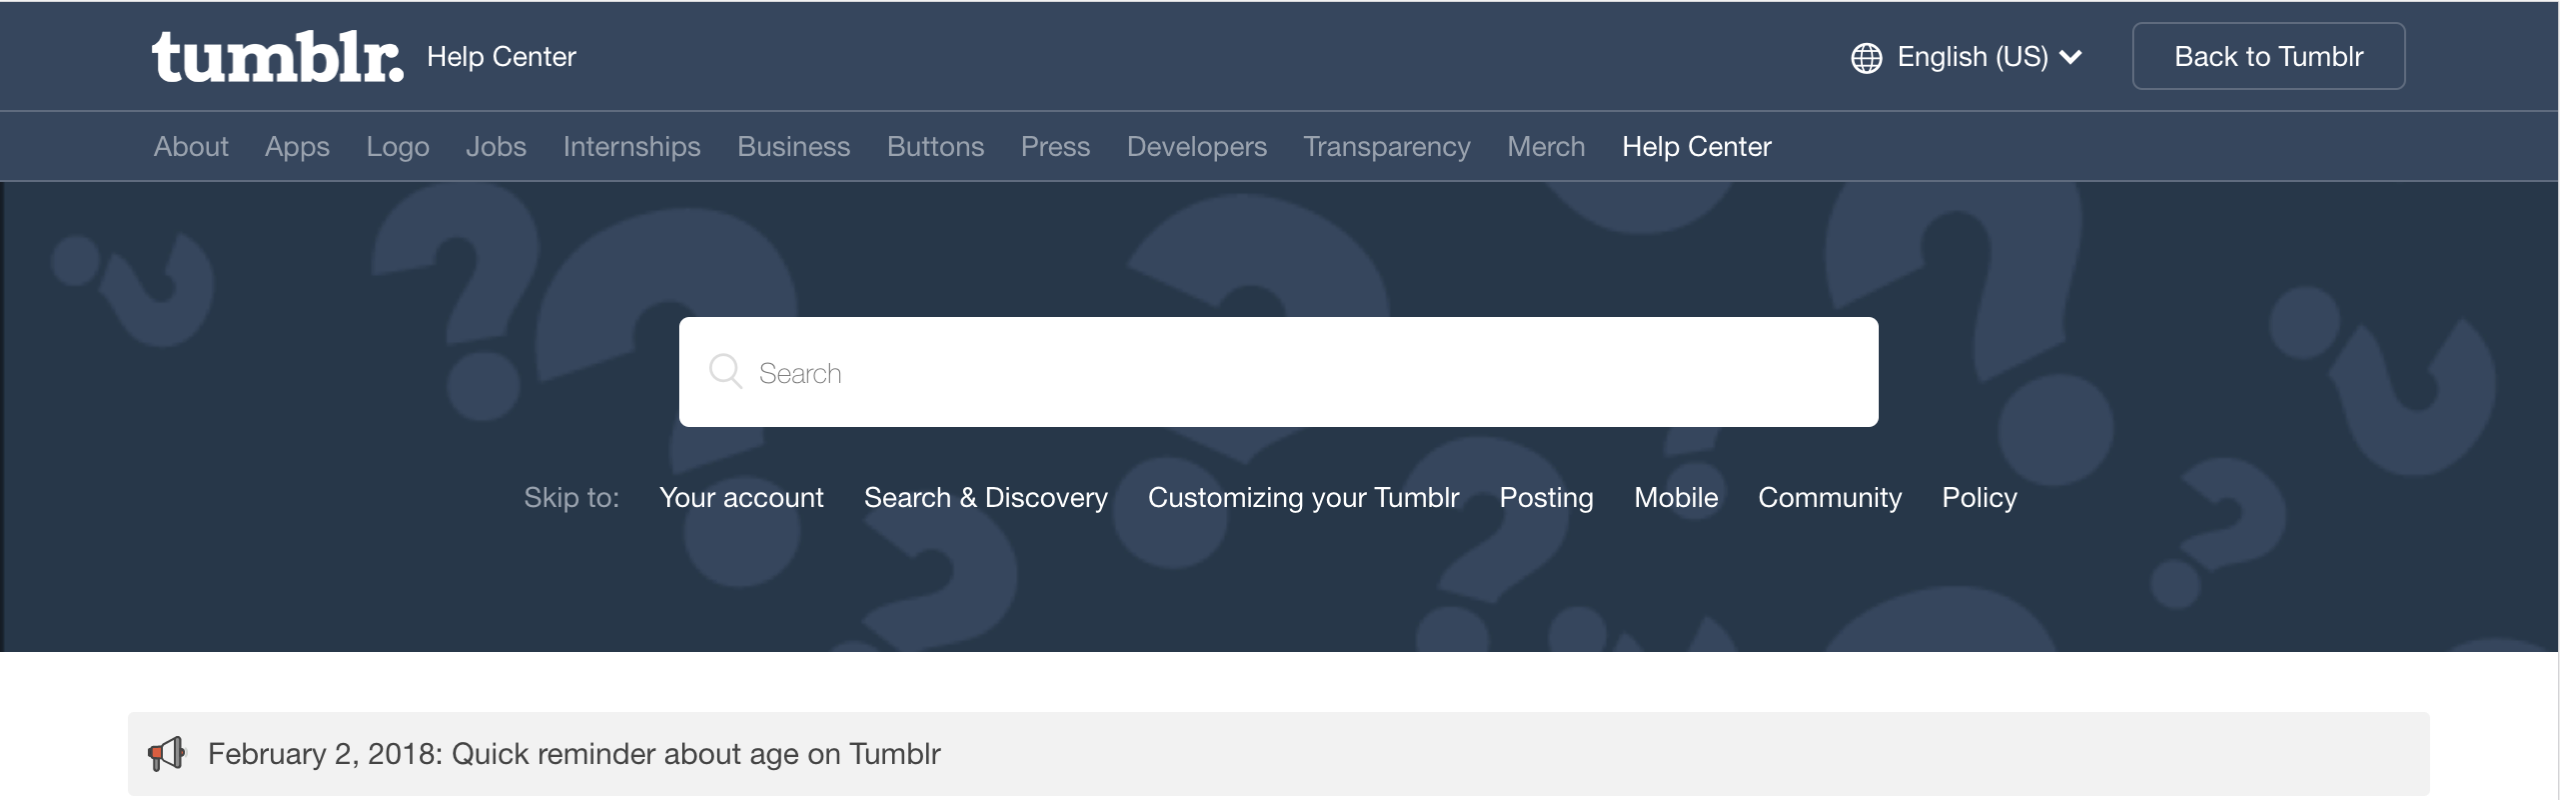 tumblr. Help Center English (US) Back to Tumblr
About Apps Logo Jobs Internships Business Buttons Press Developers Transparency Merch Help Center
Search
Skip to: Your account Search & Discovery Customizing your Tumblr Posting Mobile Community Policy
February 2, 2018: Quick reminder about age on Tumblr